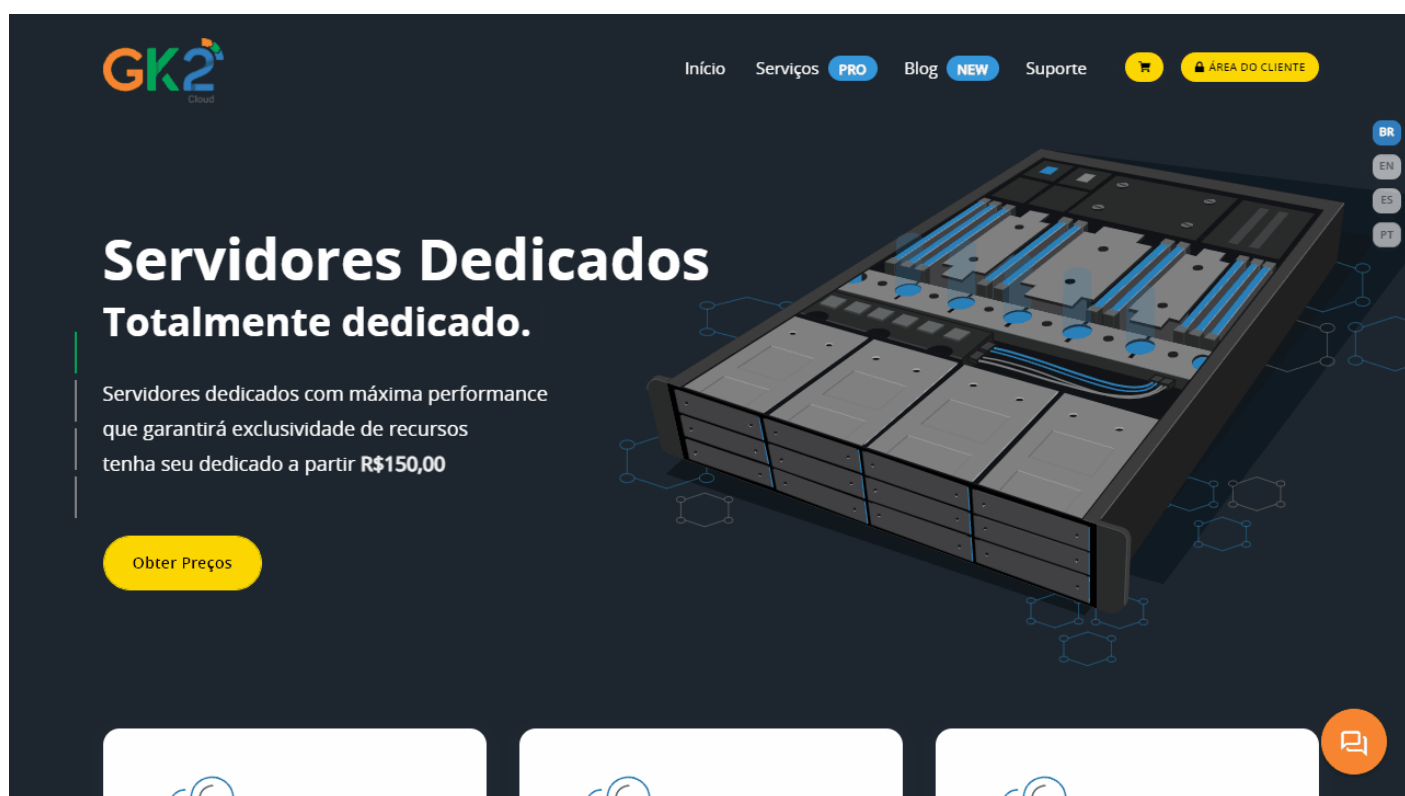 GK2
Cloud
Início
Serviços PRO
Blog NEW
Suporte
ÁREA DO CLIENTE
BR
EN
ES
PT
Servidores Dedicados
Totalmente dedicado.
Servidores dedicados com máxima performance
que garantirá exclusividade de recursos
tenha seu dedicado a partir R$150,00
Obter Preços